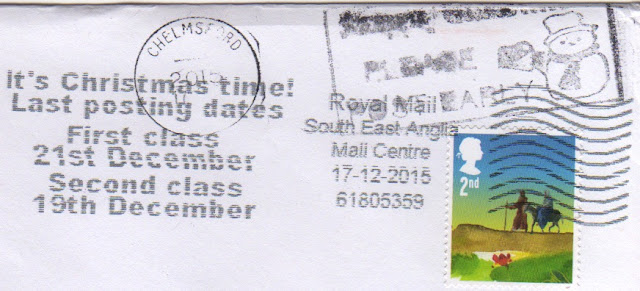 CHELMSFORD
2015
It's Christmas time!
Last posting dates
First class
21st December
Second class
19th December
PLEASE
POST EARLY
Royal Mail
South East Anglia
Mail Centre
17-12-2015
61805359
2nd